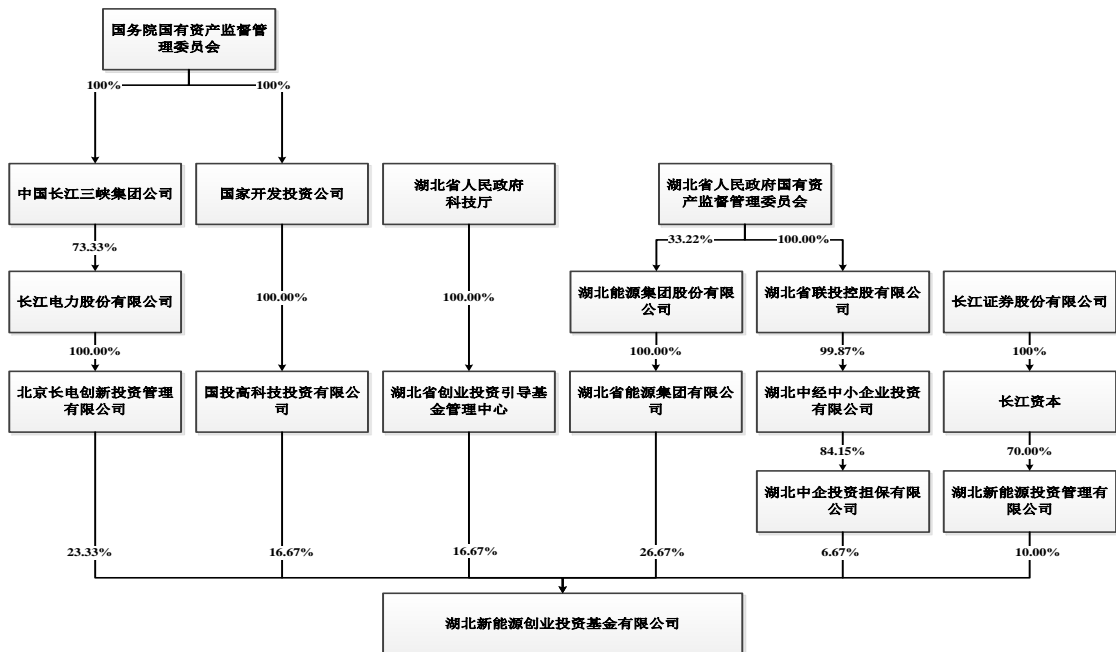 国务院国有资产监督管
理委员会
100%
100%
中国长江三峡集团公司
国家开发投资公司
湖北省人民政府
科技厅
湖北省人民政府国有资
产监督管理委员会
73.33%
33.22%
100.00%
长江电力股份有限公司
100.00%
100.00%
湖北能源集团股份有限
公司
湖北省联投控股有限公
司
长江证券股份有限公司
100.00%
100.00%
99.87%
100%
北京长电创新投资管理
有限公司
国投高科技投资有限公
司
湖北省创业投资引导基
金管理中心
湖北省能源集团有限公
司
湖北中经中小企业投资
有限公司
长江资本
84.15%
70.00%
湖北中企投资担保有限
公司
湖北新能源投资管理有
限公司
23.33%
16.67%
16.67%
26.67%
6.67%
10.00%
湖北新能源创业投资基金有限公司